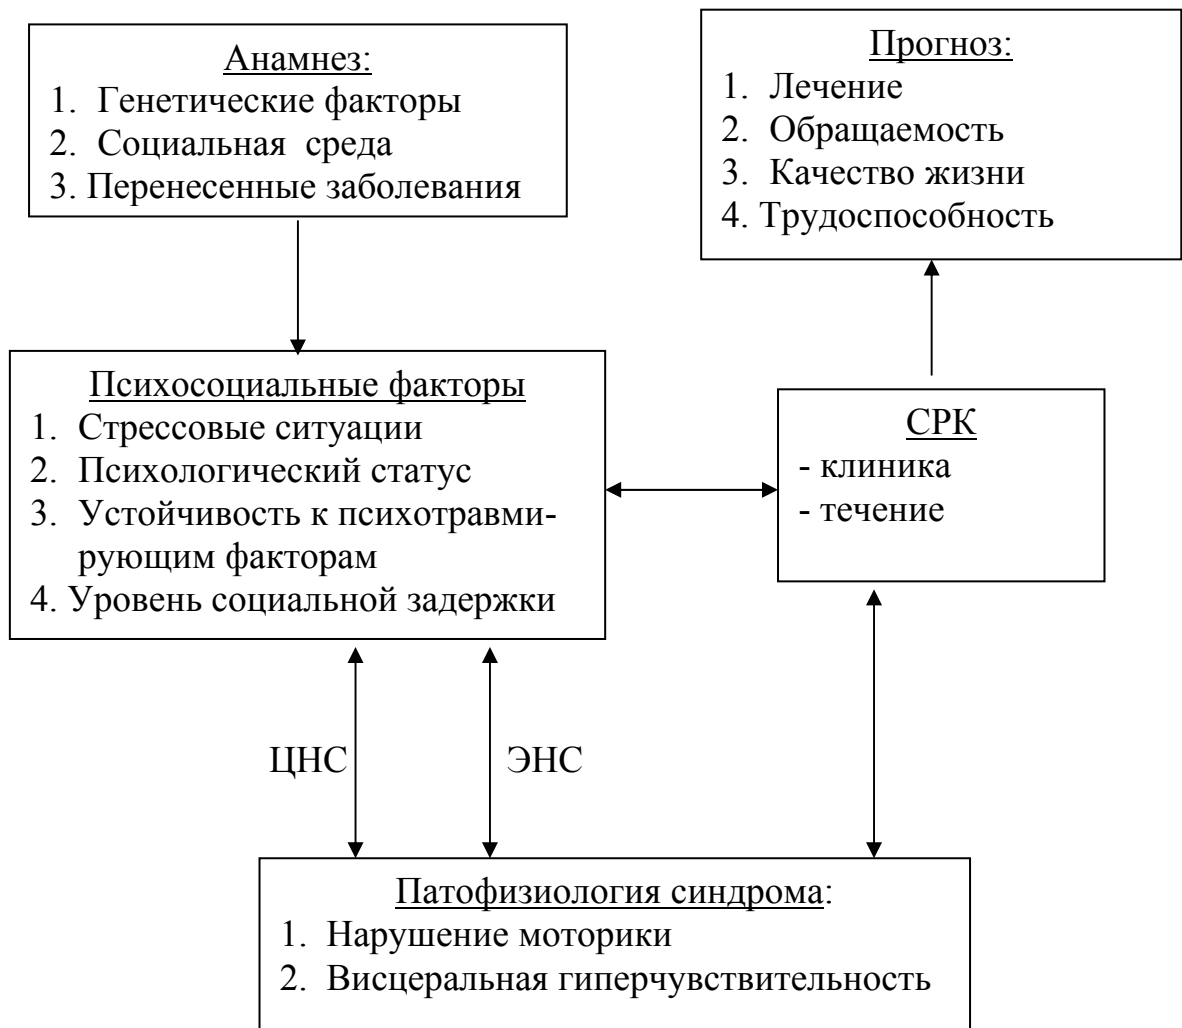 Анамнез:
1. Генетические факторы
2. Социальная среда
3. Перенесенные заболевания
Прогноз:
1. Лечение
2. Обращаемость
3. Качество жизни
4. Трудоспособность
Психосоциальные факторы
1. Стрессовые ситуации
2. Психологический статус
3. Устойчивость к психотравми-
рующим факторам
4. Уровень социальной задержки
СРК
- клиника
- течение
ЦНС
ЭНС
Патофизиология синдрома:
1. Нарушение моторики
2. Висцеральная гиперчувствительность